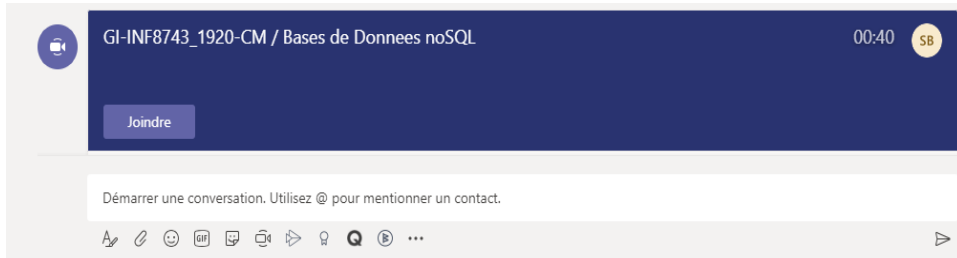 GI-INF8743_1920-CM / Bases de Donnees noSQL
00:40
SB
Joindre
Démarrer une conversation. Utilisez @ pour mentionner un contact.
GIF